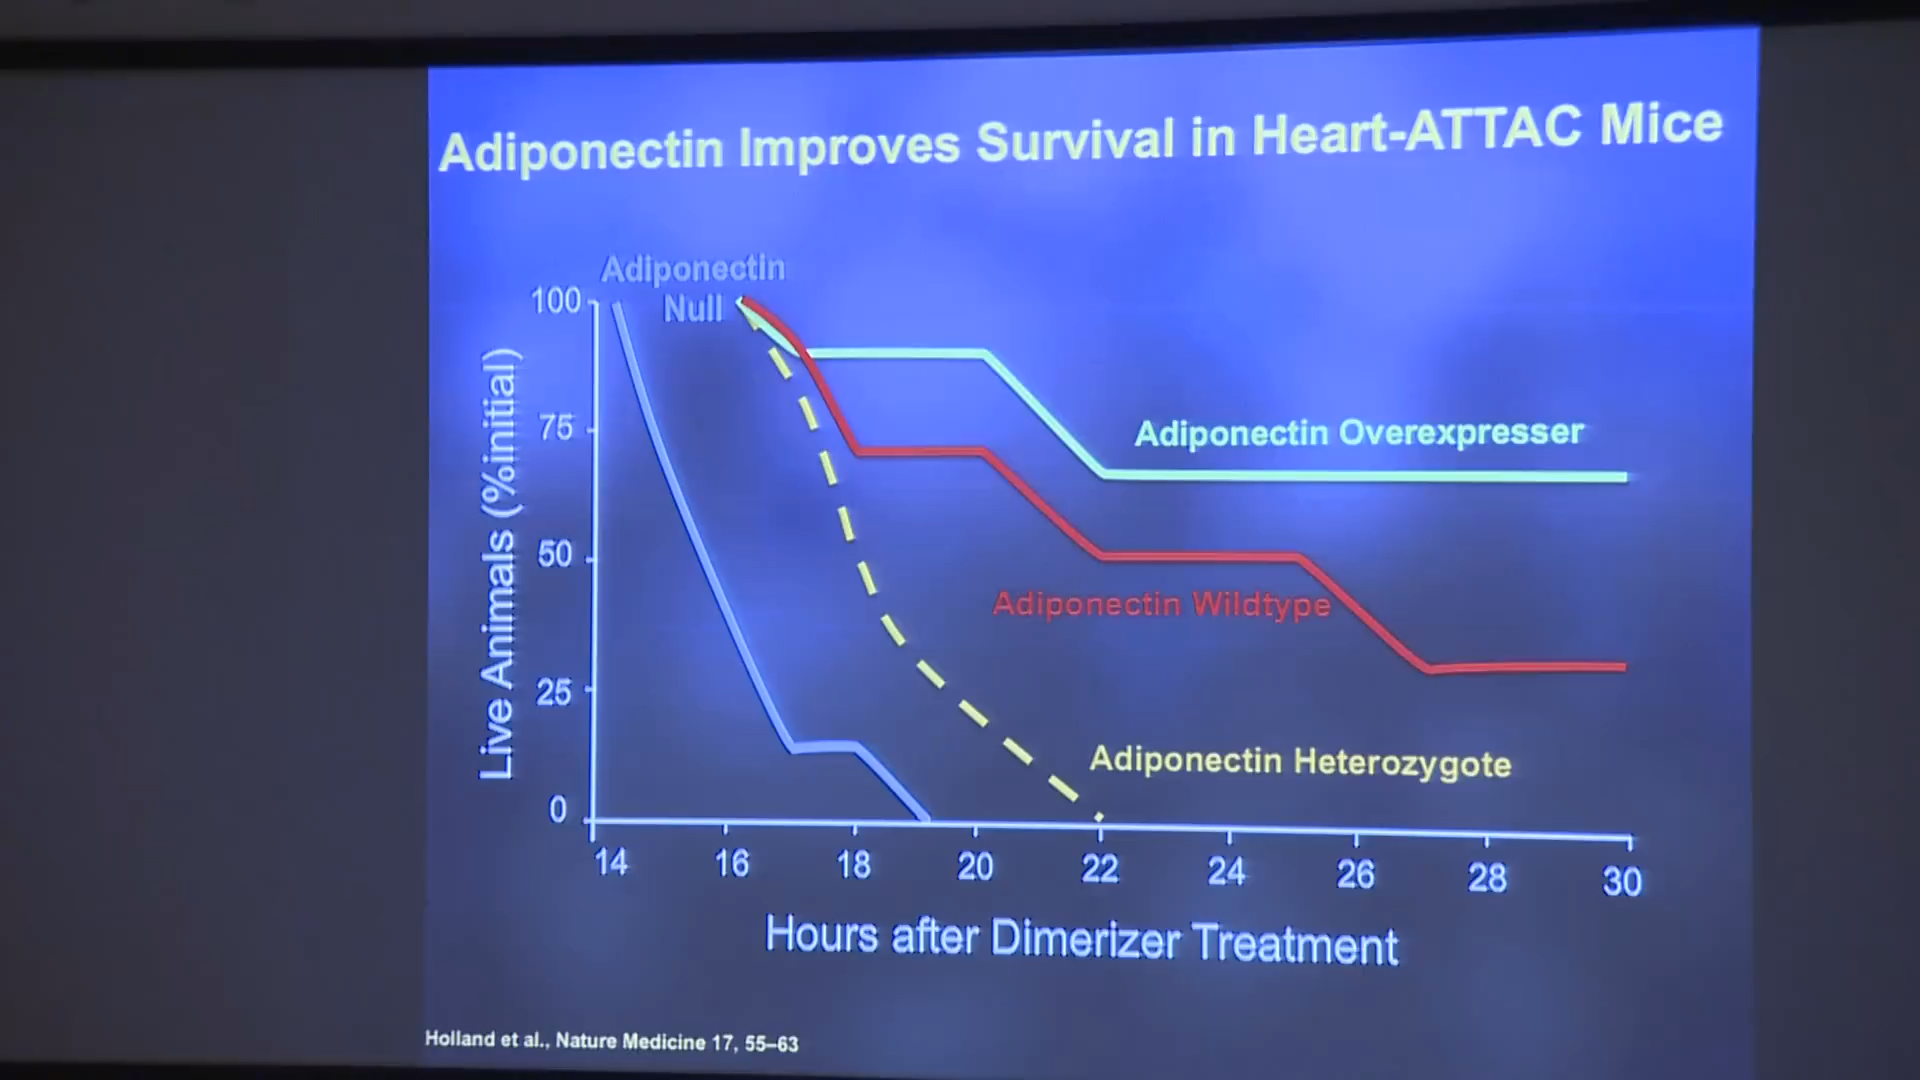 Adiponectin Improves Survival in Heart-ATTAC Mice
Adiponectin
Null
100
75
50
25
0
Live Animals (%initial)
Adiponectin Overexpresser
Adiponectin Wildtype
Adiponectin Heterozygote
14 16 18 20 22 24 26 28 30
Hours after Dimerizer Treatment
Holland et al., Nature Medicine 17, 55–63